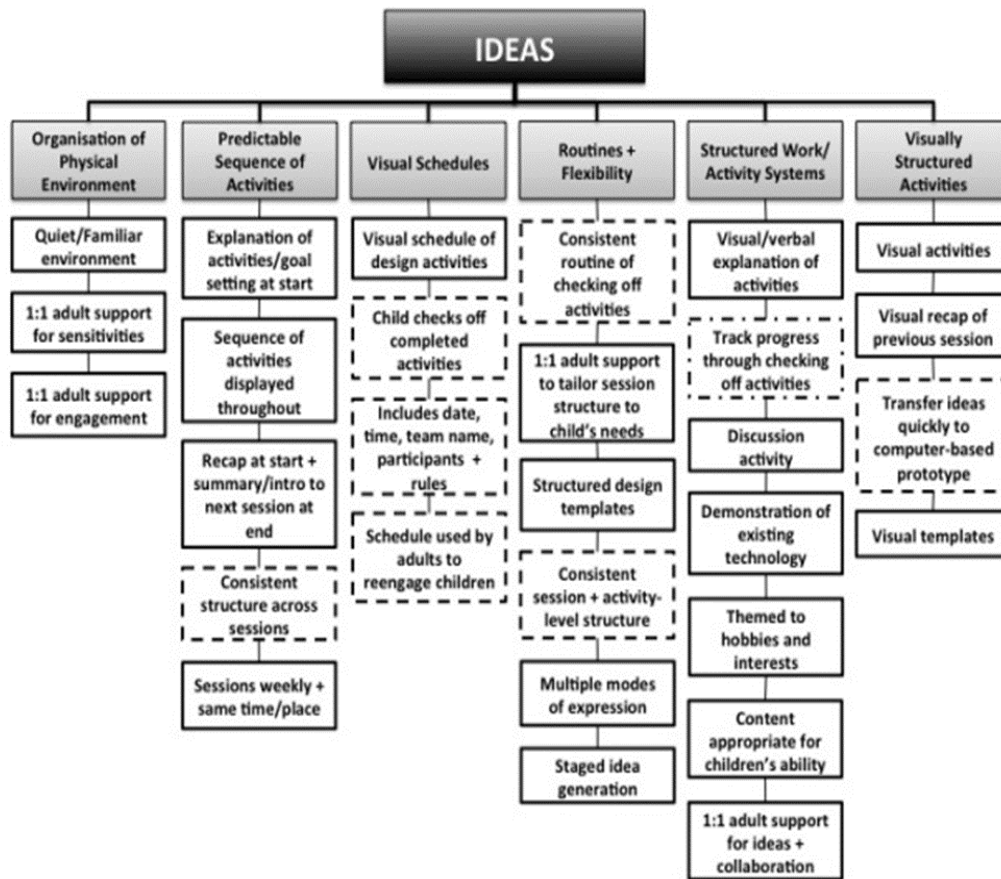 IDEAS
Organisation of
Physical
Environment
Quiet/Familiar
environment
1:1 adult support
for sensitivities
1:1 adult support
for engagement
Predictable
Sequence of
Activities
Explanation of
activities/goal
setting at start
Sequence of
activities
displayed
throughout
Recap at start +
summary/intro to
next session at
end
Consistent
structure across
sessions
Sessions weekly +
same time/place
Visual Schedules
Visual schedule of
design activities
Child checks off
completed
activities
Includes date,
time, team name,
participants +
rules
Schedule used by
adults to
reengage children
Routines +
Flexibility
Consistent
routine of
checking off
activities
1:1 adult support
to tailor session
structure to
child's needs
Structured design
templates
Consistent
session + activity-
level structure
Multiple modes
of expression
Staged idea
generation
Structured Work/
Activity Systems
Visual/verbal
explanation of
activities
Track progress
through checking
off activities
Discussion
activity
Demonstration of
existing
technology
Themed to
hobbies and
interests
Content
appropriate for
children's ability
1:1 adult support
for ideas +
collaboration
Visually
Structured
Activities
Visual activities
Visual recap of
previous session
Transfer ideas
quickly to
computer-based
prototype
Visual templates